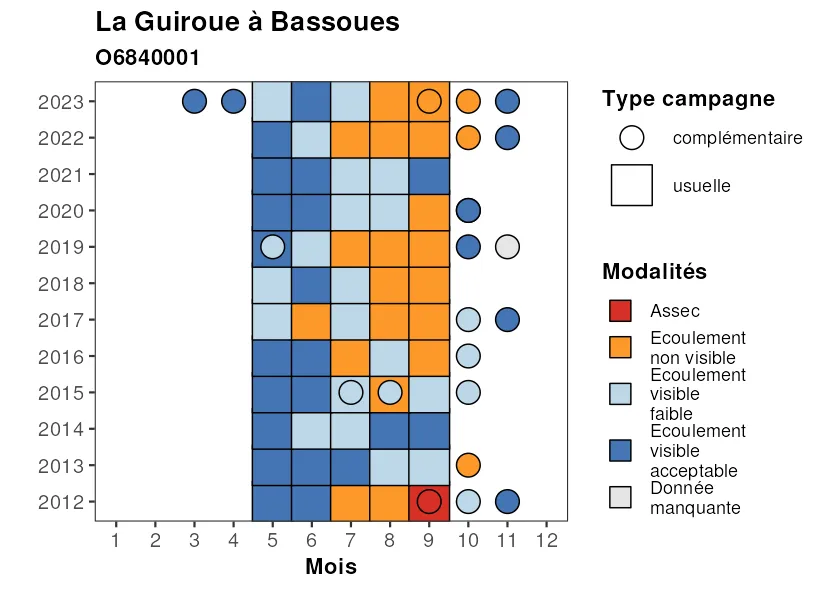 La Guiroue à Bassoues
O6840001
2023
2022
2021
2020
2019
2018
2017
2016
2015
2014
2013
2012
1 2 3 4 5 6 7 8 9 10 11 12
Mois
Type campagne
complémentaire
usuelle
Modalités
Assec
Ecoulement
non visible
Ecoulement
visible
faible
Ecoulement
visible
acceptable
Donnée
manquante